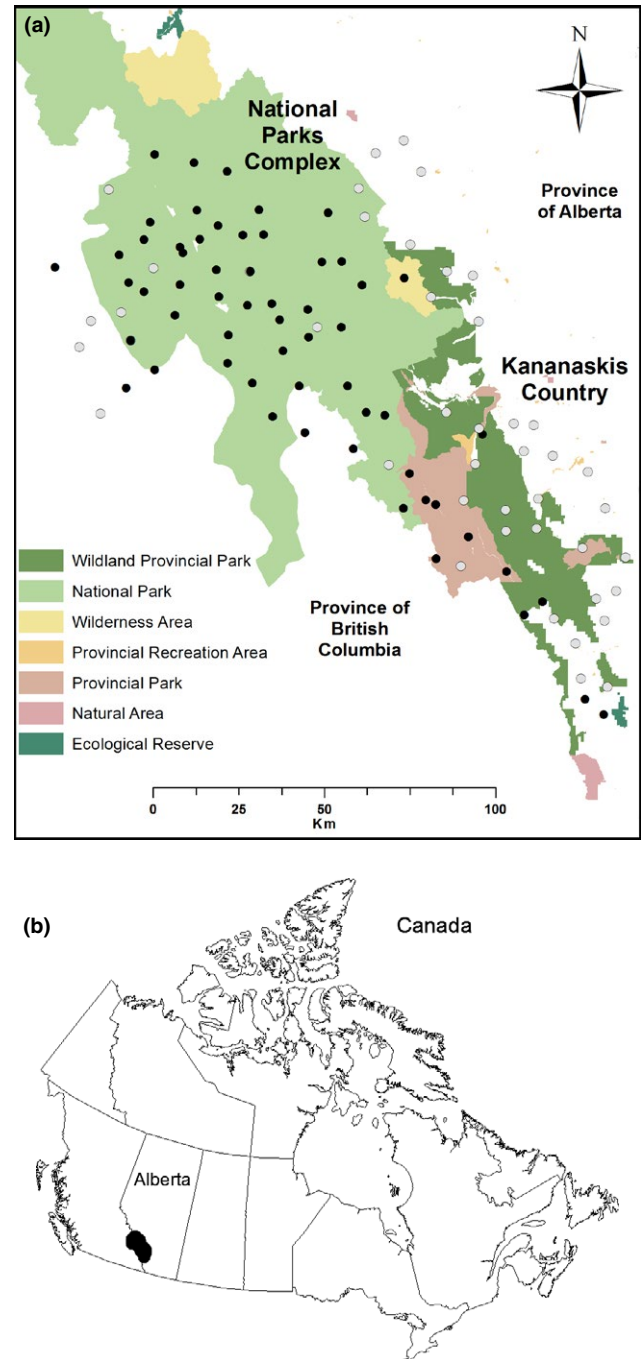 (a)
N
National
Parks
Complex
Province
of Alberta
Kananaskis
Country
Wildland Provincial Park
National Park
Wilderness Area
Provincial Recreation Area
Provincial Park
Natural Area
Ecological Reserve
Province of
British
Columbia
0 25 50 100
Km
(b)
Canada
Alberta